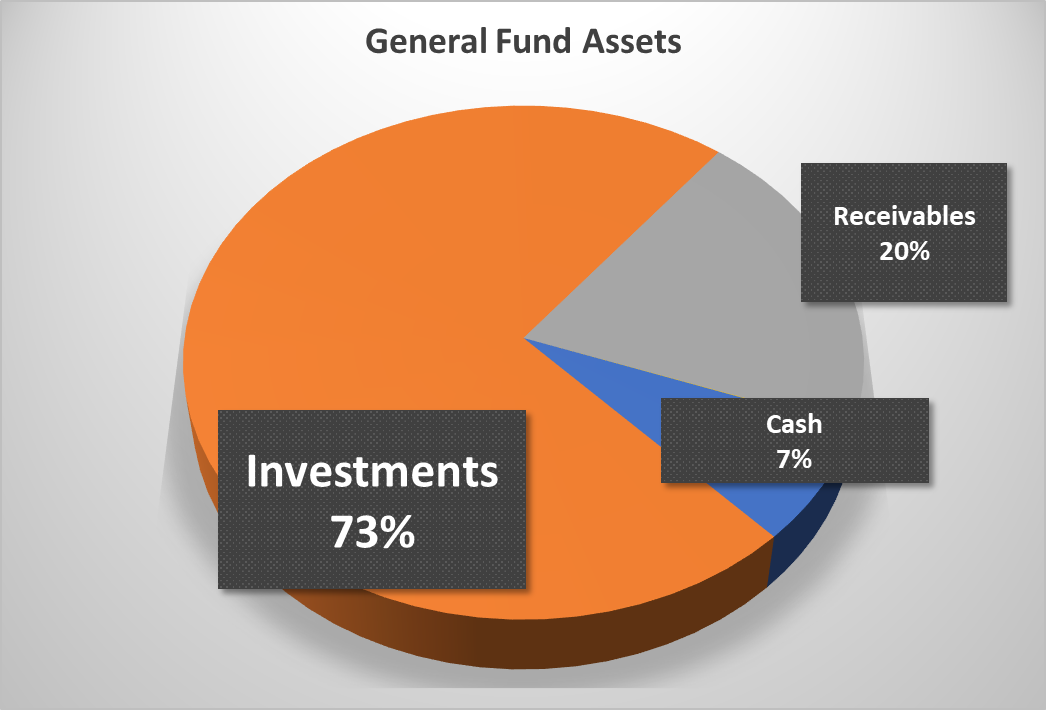 General Fund Assets
Receivables
20%
Cash
7%
Investments
73%